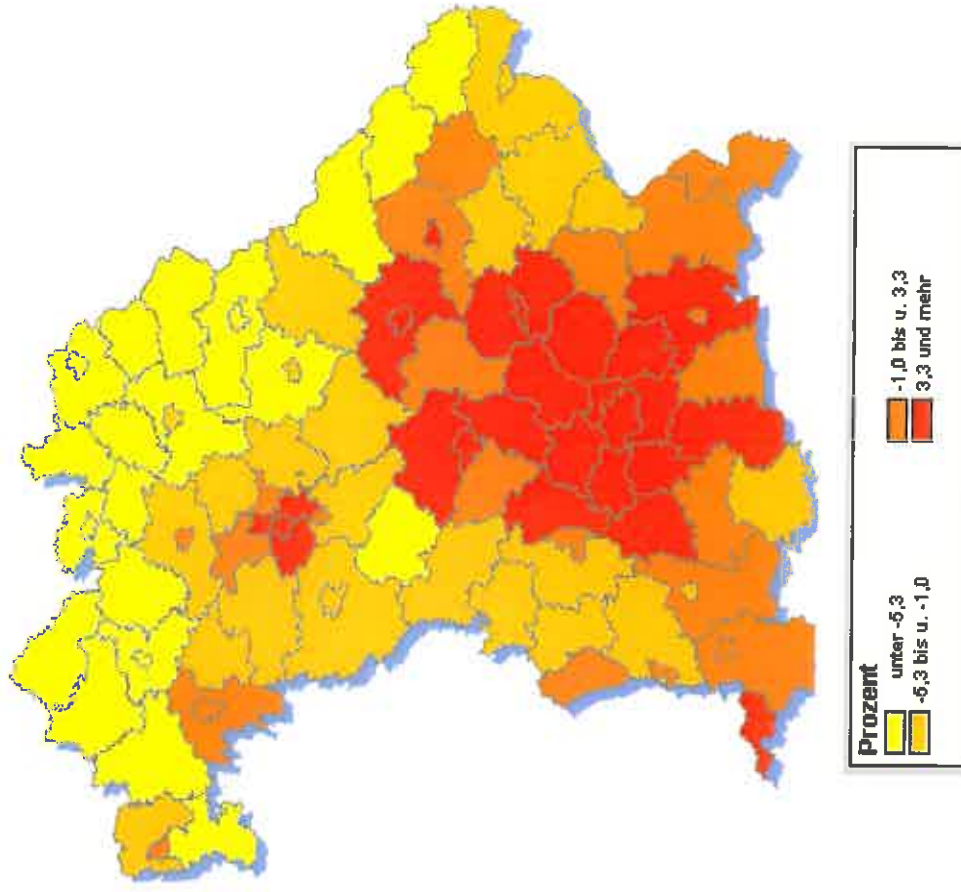 Prozent
unter -5,3
-5,3 bis u. -1,0
-1,0 bis u. 3,3
3,3 und mehr